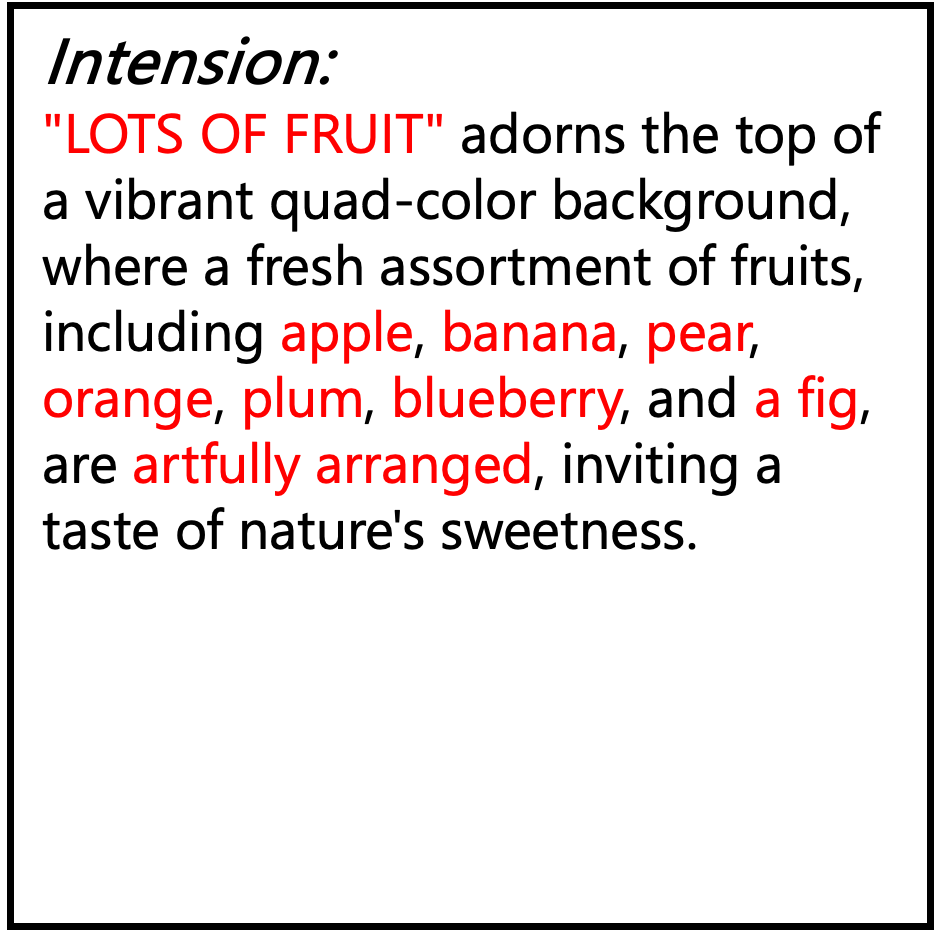 Intension:
"LOTS OF FRUIT" adorns the top of
a vibrant quad-color background,
where a fresh assortment of fruits,
including apple, banana, pear,
orange, plum, blueberry, and a fig,
are artfully arranged, inviting a
taste of nature's sweetness.